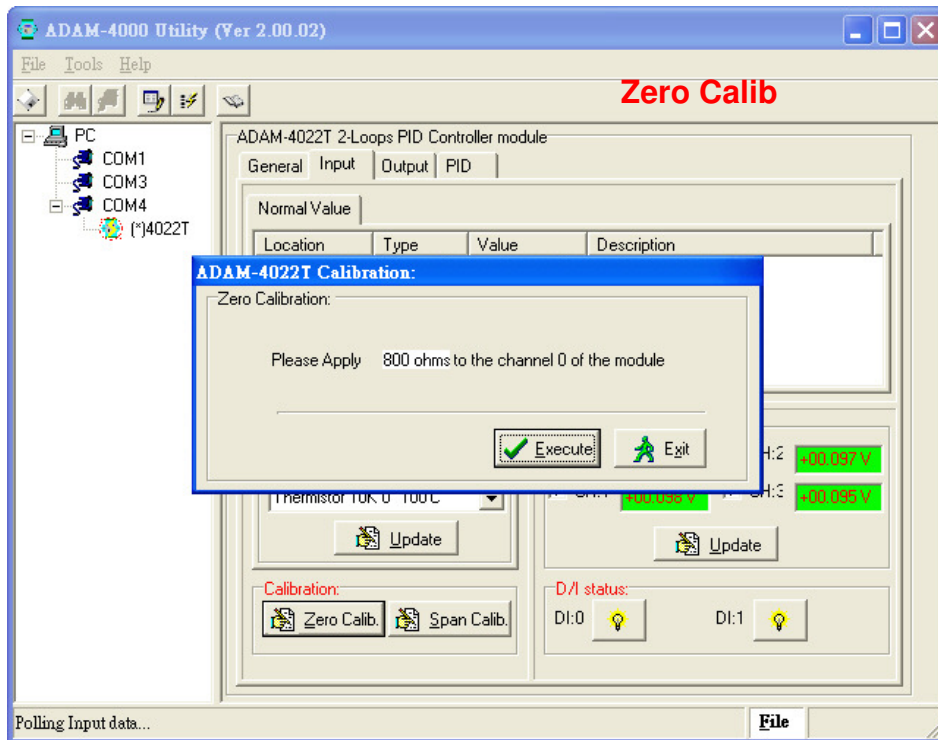 ADAM-4000 Utility (Ver 2.00.02)
File Tools Help
Zero Calib
PC
COM1
COM3
COM4
(*)4022T
ADAM-4022T 2-Loops PID Controller module
General Input Output PID
Normal Value
Location Type Value Description
ADAM-4022T Calibration:
Zero Calibration:
Please Apply 800 ohms to the channel 0 of the module
Execute Exit
+00.097 V
+00.095 V
Update
Update
Calibration:
Zero Calib. Span Calib.
D/I status:
DI:0 DI:1
Polling Input data...
File